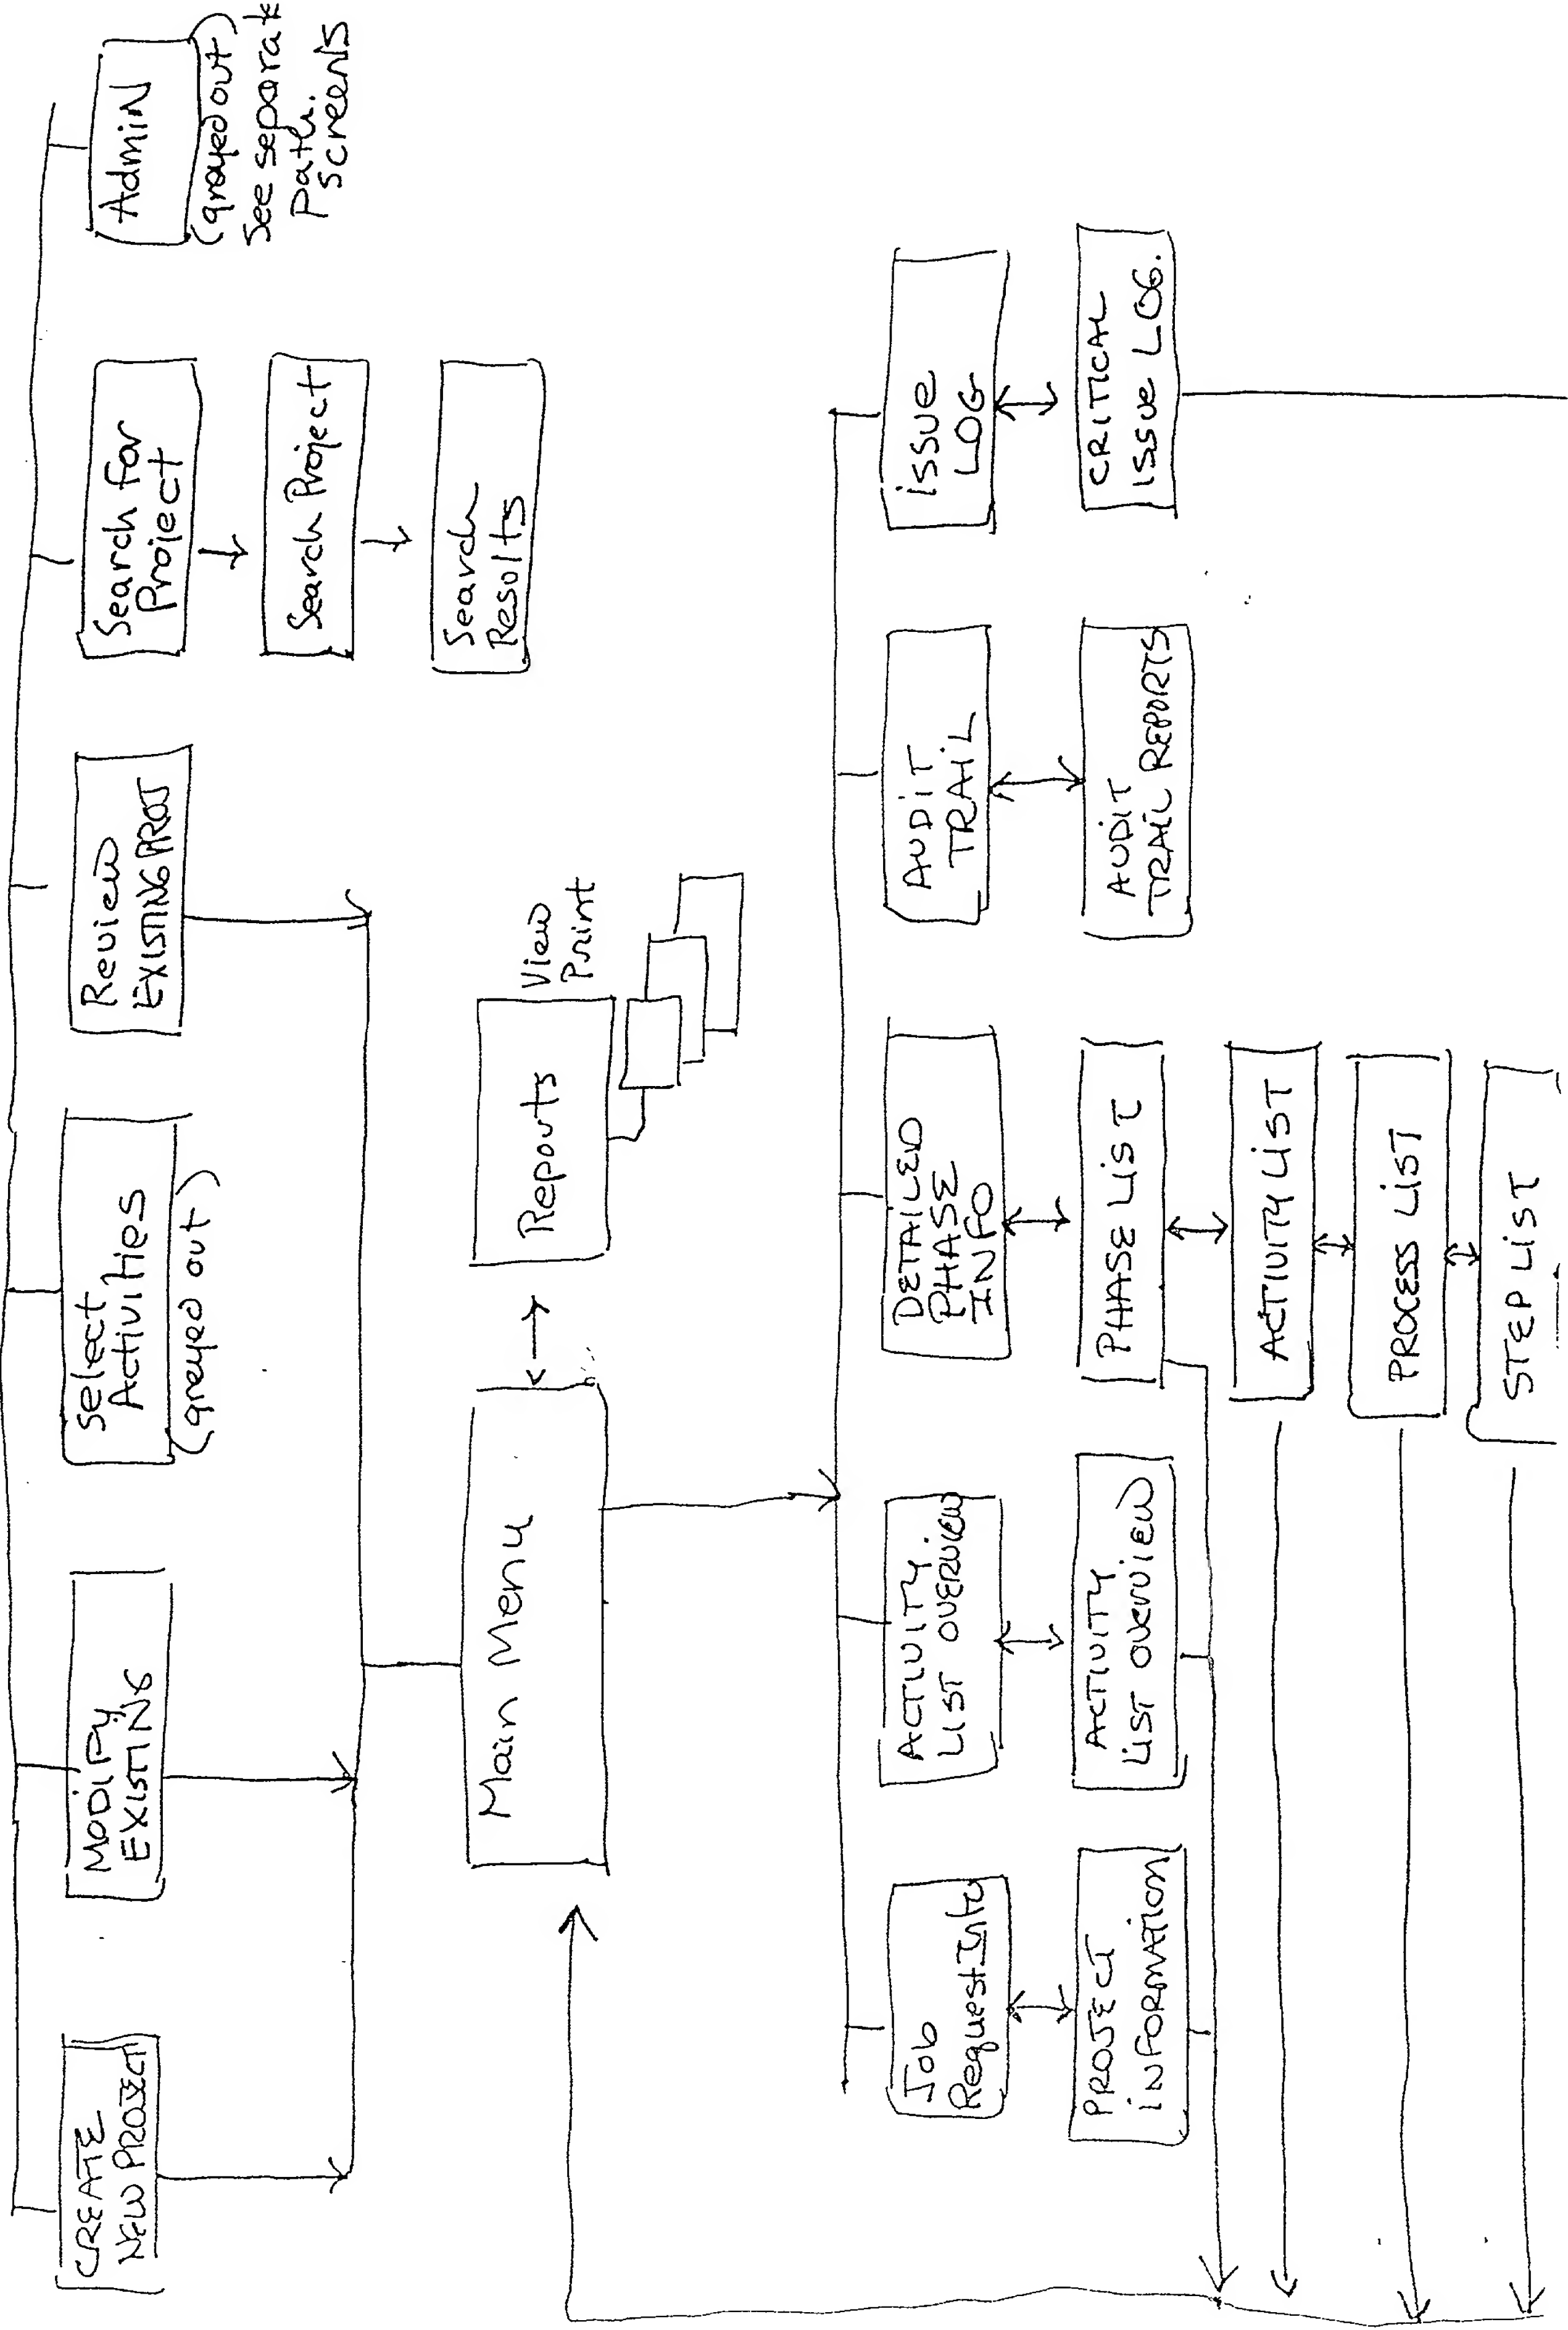 CREATE
NEW PROJECT
MODIFY
EXISTING
Select
Activities
(greyed out)
Review
EXISTING PROJ
Search for
Project
Search Project
Search
Results
Admin
(grayed out)
See separate
path.
screens
Main Menu
Reports
View
Print
Job
Request Info
PROJECT
INFORMATION
ACTIVITY.
LIST OVERVIEW
ACTIVITY
LIST OVERVIEW
DETAILED
PHASE
INFO
PHASE LIST
ACTIVITY LIST
PROCESS LIST
STEP LIST
AUDIT
TRAIL
AUDIT
TRAIL REPORTS
ISSUE
LOG
CRITICAL
ISSUE LOG.